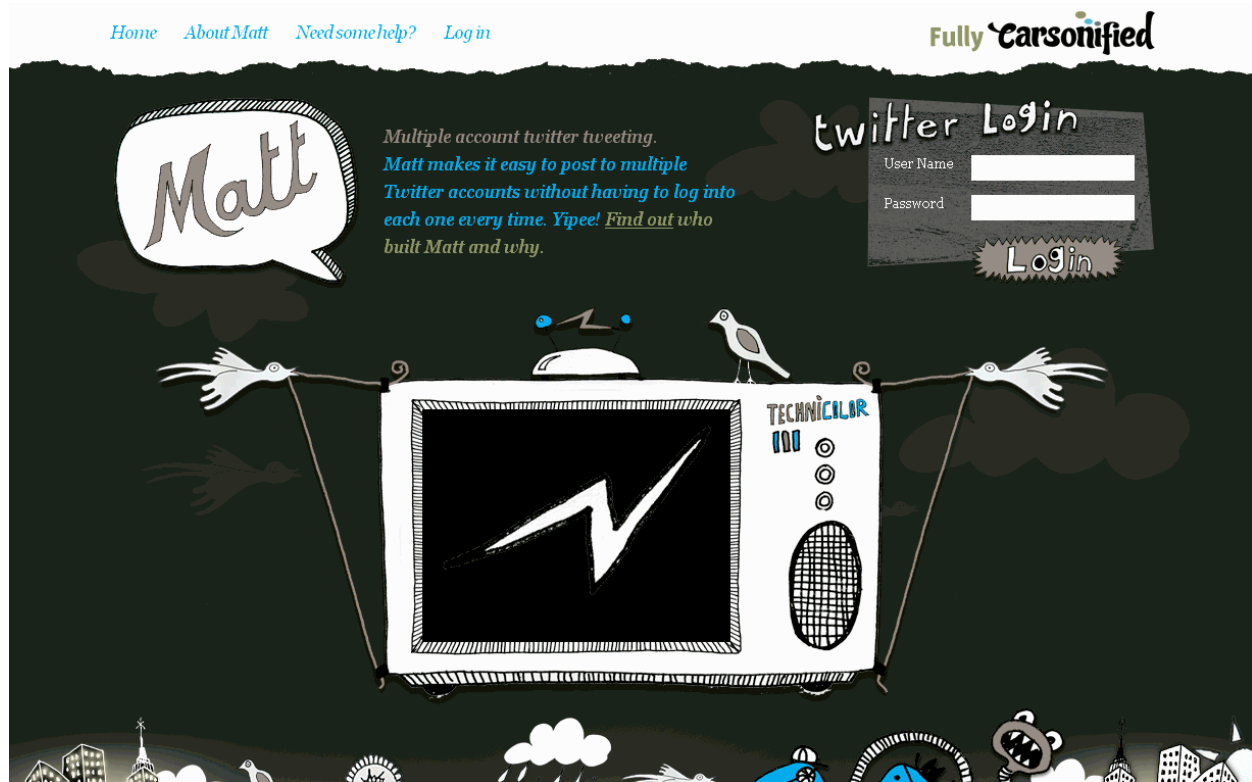 Home About Matt Need some help? Log in
Fully Carsonified
Matt
Multiple account twitter tweeting.
Matt makes it easy to post to multiple
Twitter accounts without having to log into
each one every time. Yipee! Find out who
built Matt and why.
twitter Login
User Name
Password
Login
TECHNICOLOR